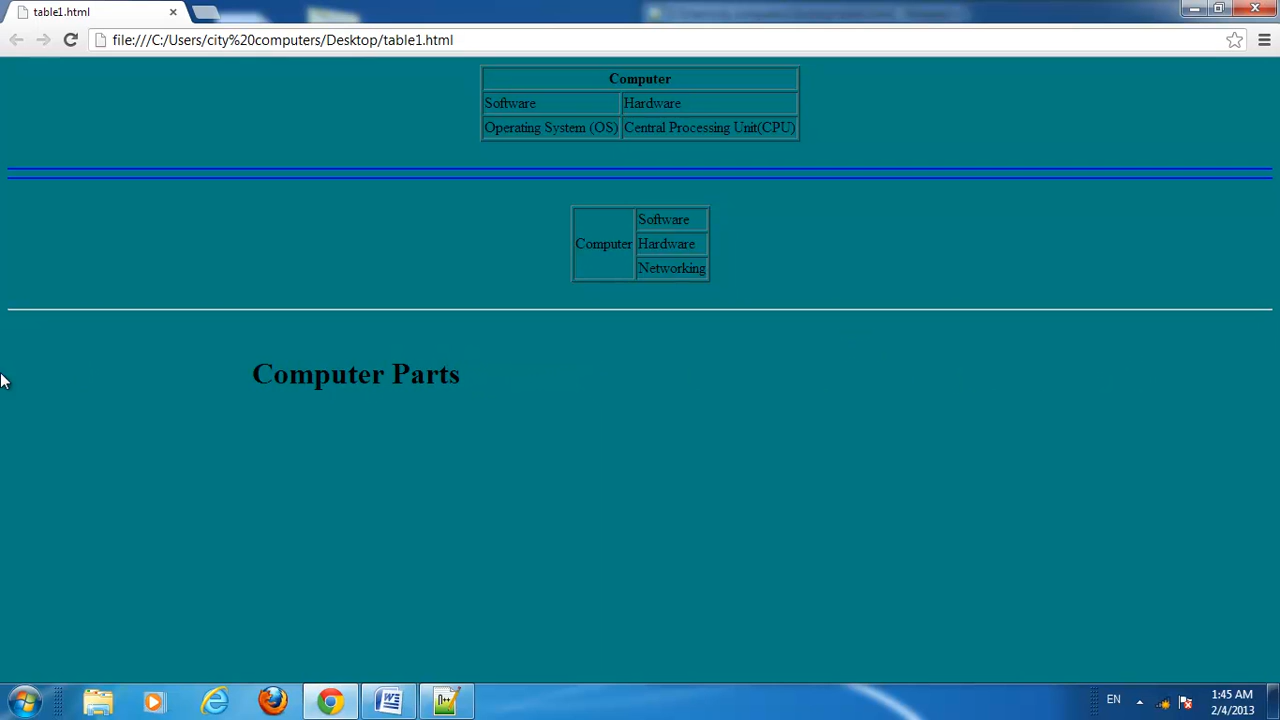 table1.html
file:///C:/Users/city%20computers/Desktop/table1.html
Computer
Software Hardware
Operating System (OS) Central Processing Unit(CPU)
Software
Computer Hardware
Networking
Computer Parts
EN 1:45 AM
2/4/2013